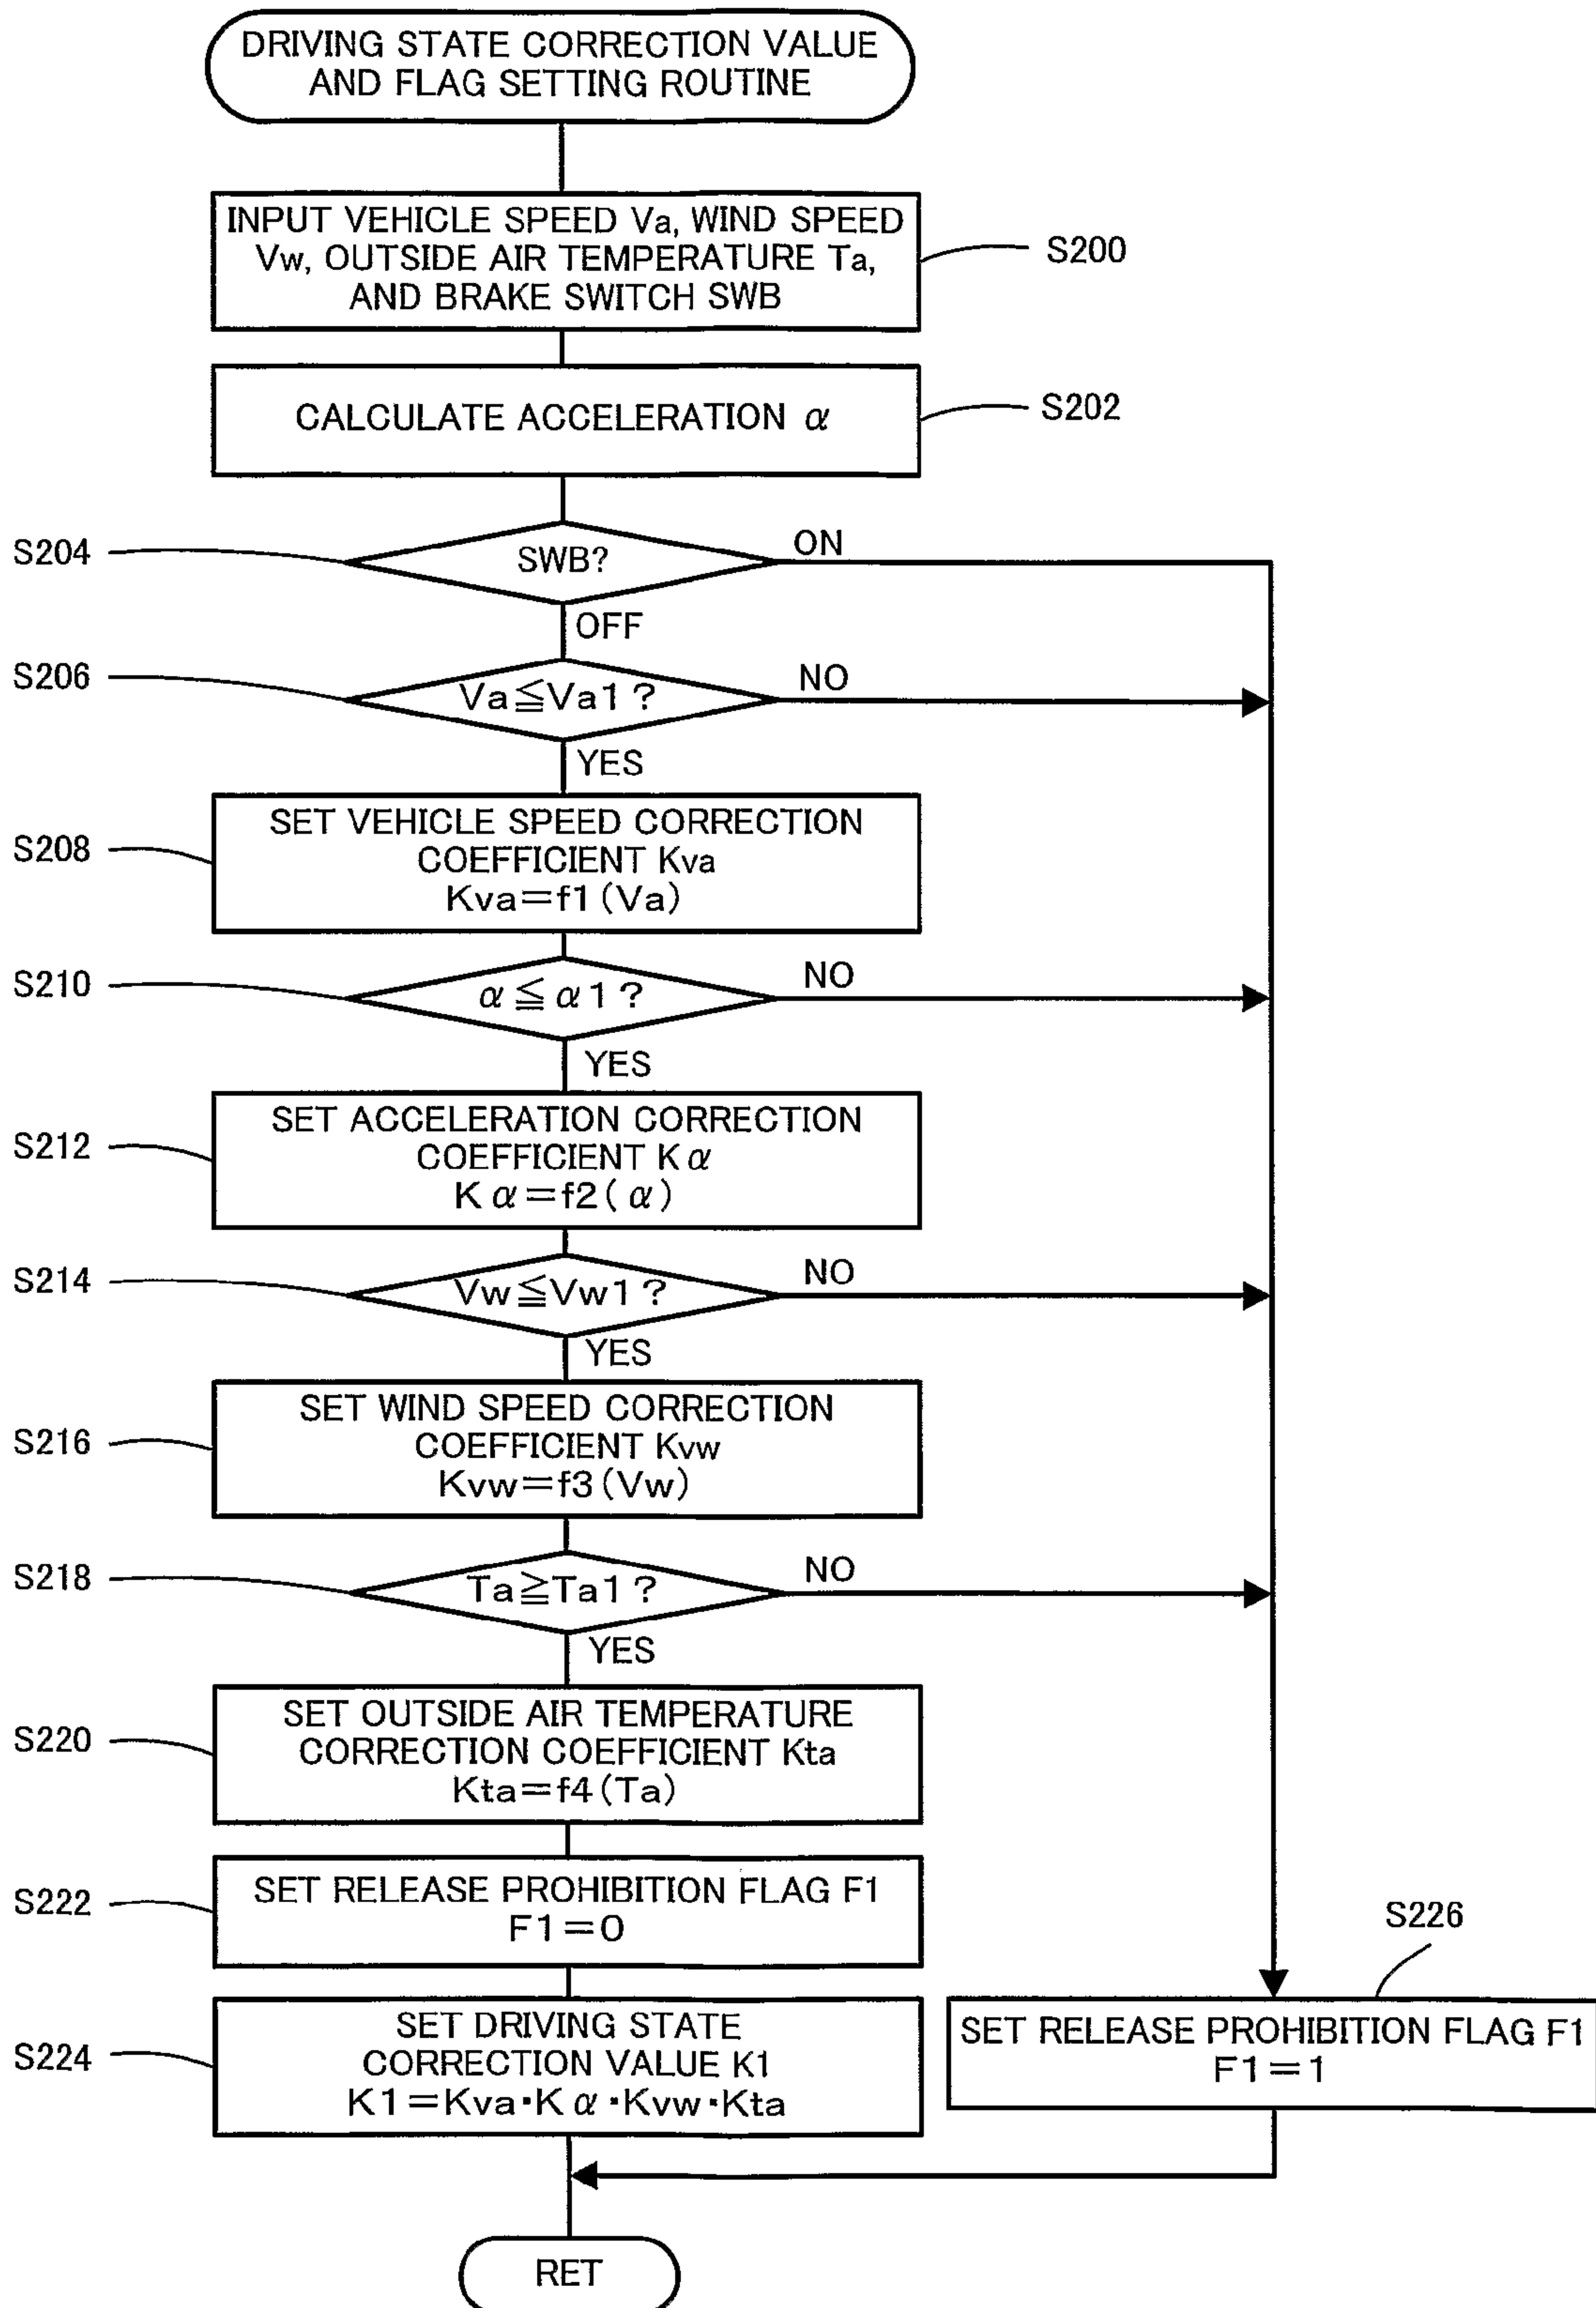 DRIVING STATE CORRECTION VALUE
AND FLAG SETTING ROUTINE
INPUT VEHICLE SPEED Va, WIND SPEED
Vw, OUTSIDE AIR TEMPERATURE Ta,
AND BRAKE SWITCH SWB
S200
CALCULATE ACCELERATION α
S202
S204
SWB?
ON
OFF
S206
Va≦Va1?
NO
YES
S208
SET VEHICLE SPEED CORRECTION
COEFFICIENT Kva
Kva=f1(Va)
S210
α≦α1?
NO
YES
S212
SET ACCELERATION CORRECTION
COEFFICIENT Kα
Kα=f2(α)
S214
Vw≦Vw1?
NO
YES
S216
SET WIND SPEED CORRECTION
COEFFICIENT Kvw
Kvw=f3(Vw)
S218
Ta≧Ta1?
NO
YES
S220
SET OUTSIDE AIR TEMPERATURE
CORRECTION COEFFICIENT Kta
Kta=f4(Ta)
S222
SET RELEASE PROHIBITION FLAG F1
F1=0
S224
SET DRIVING STATE
CORRECTION VALUE K1
K1=Kva·Kα·Kvw·Kta
S226
SET RELEASE PROHIBITION FLAG F1
F1=1
RET